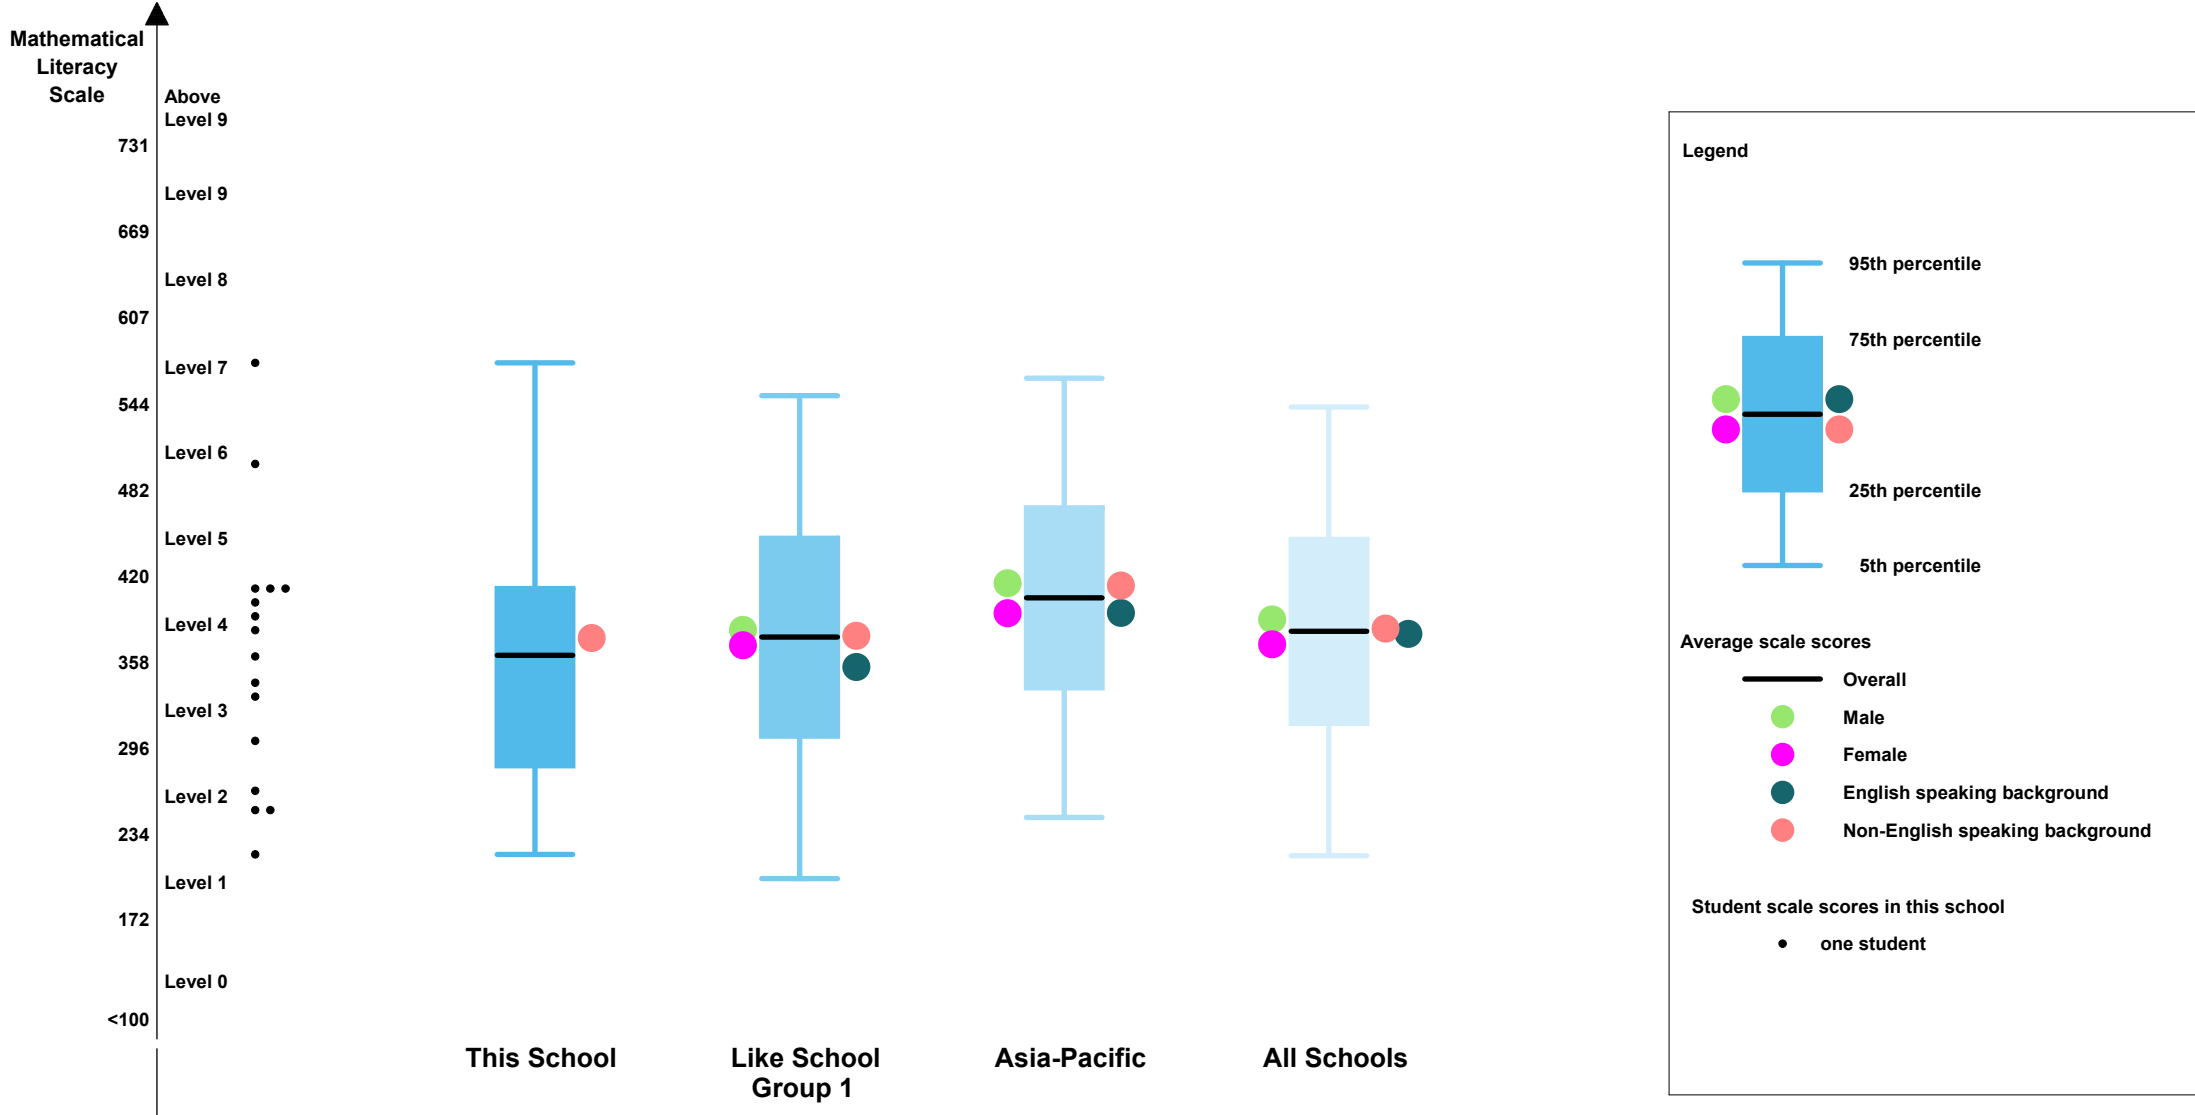 Mathematical
Literacy
Scale
Above
Level 9
731
Level 9
669
Level 8
607
Level 7
544
Level 6
482
Level 5
420
Level 4
358
Level 3
296
Level 2
234
Level 1
172
Level 0
<100
This School
Like School
Group 1
Asia-Pacific
All Schools
Legend
95th percentile
75th percentile
25th percentile
5th percentile
Average scale scores
Overall
Male
Female
English speaking background
Non-English speaking background
Student scale scores in this school
one student